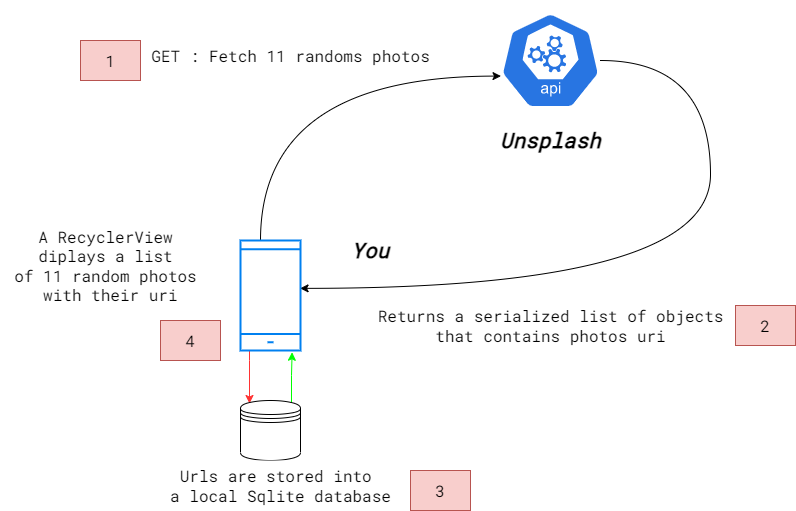 1
GET : Fetch 11 randoms photos
api
Unsplash
You
A RecyclerView
diplays a list
of 11 random photos
with their uri
Returns a serialized list of objects
that contains photos uri
2
4
Urls are stored into
a local Sqlite database
3